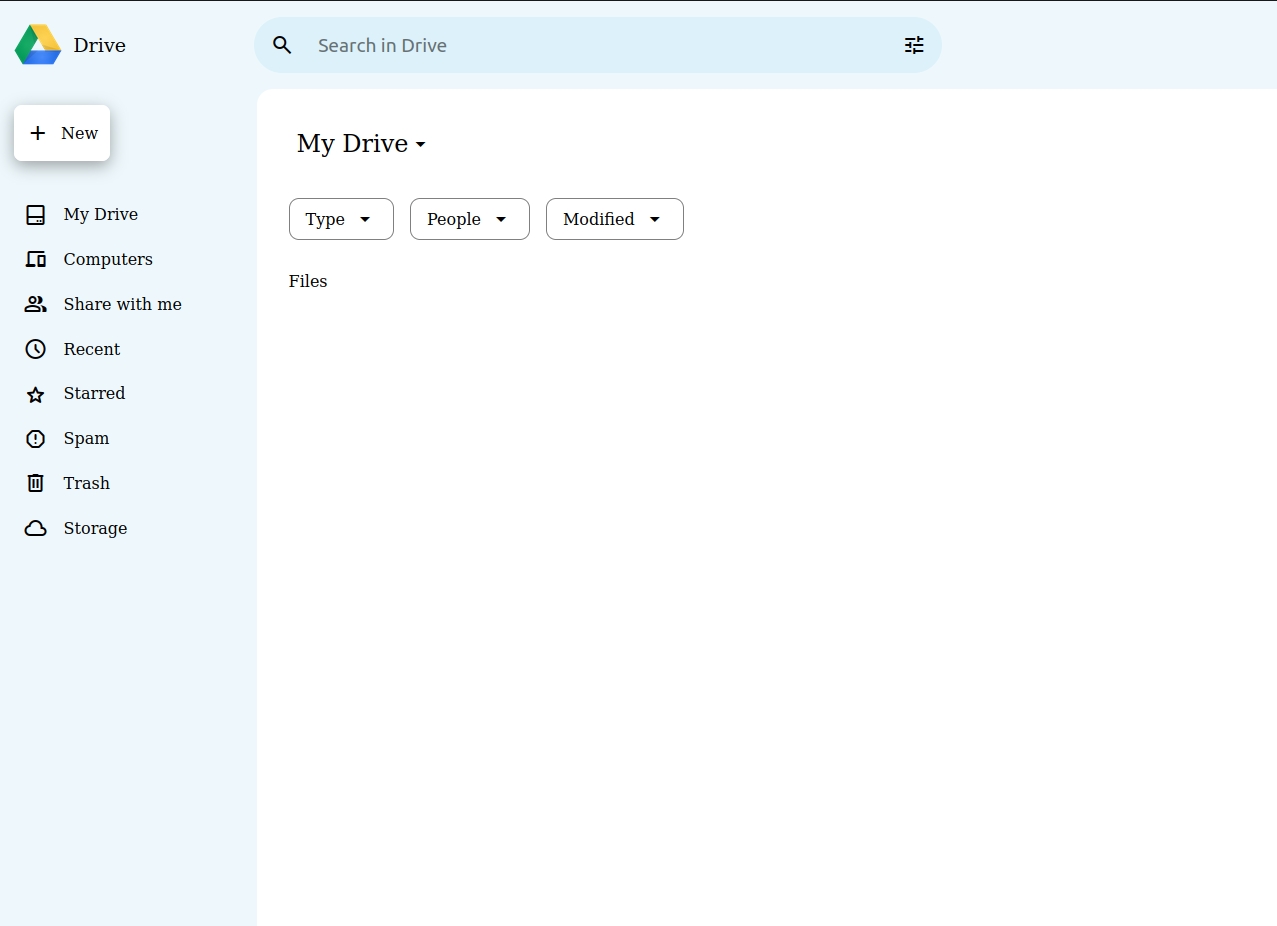 Drive
Search in Drive
New
My Drive
Computers
Share with me
Recent
Starred
Spam
Trash
Storage
My Drive
Type People Modified
Files